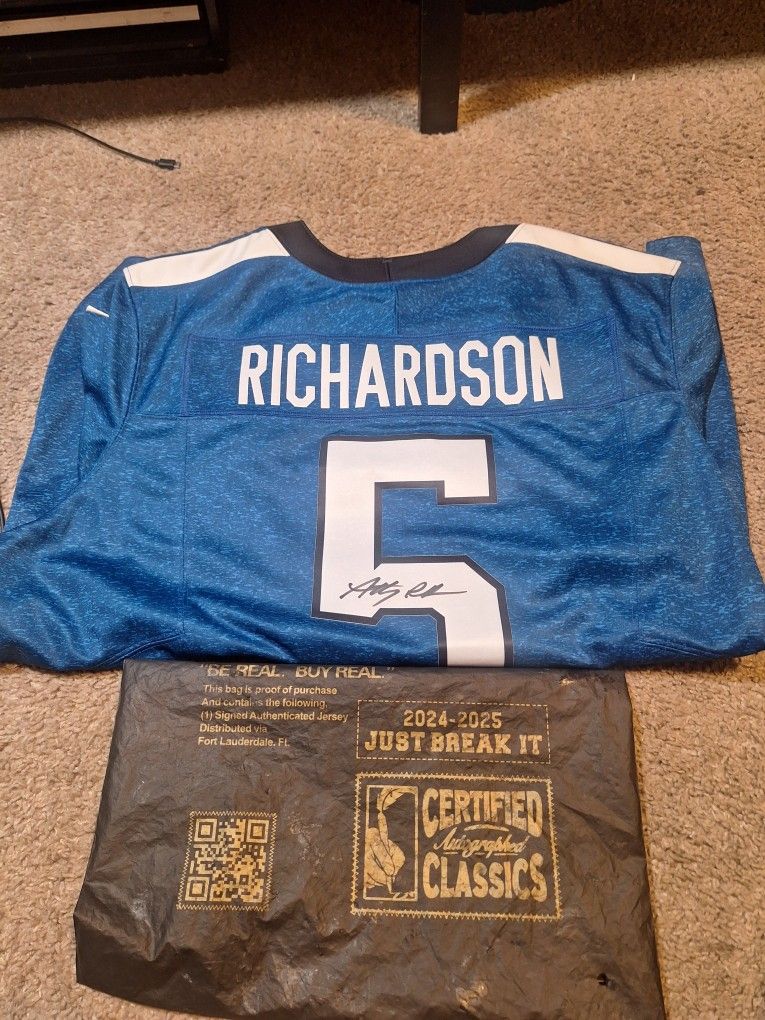 RICHARDSON
5
"BE REAL. BUY REAL."
This bag is proof of purchase
And contains the following,
(1) Signed Authenticated Jersey
Distributed via
Fort Lauderdale, FL
2024-2025
JUST BREAK IT
CERTIFIED
Autographed
CLASSICS